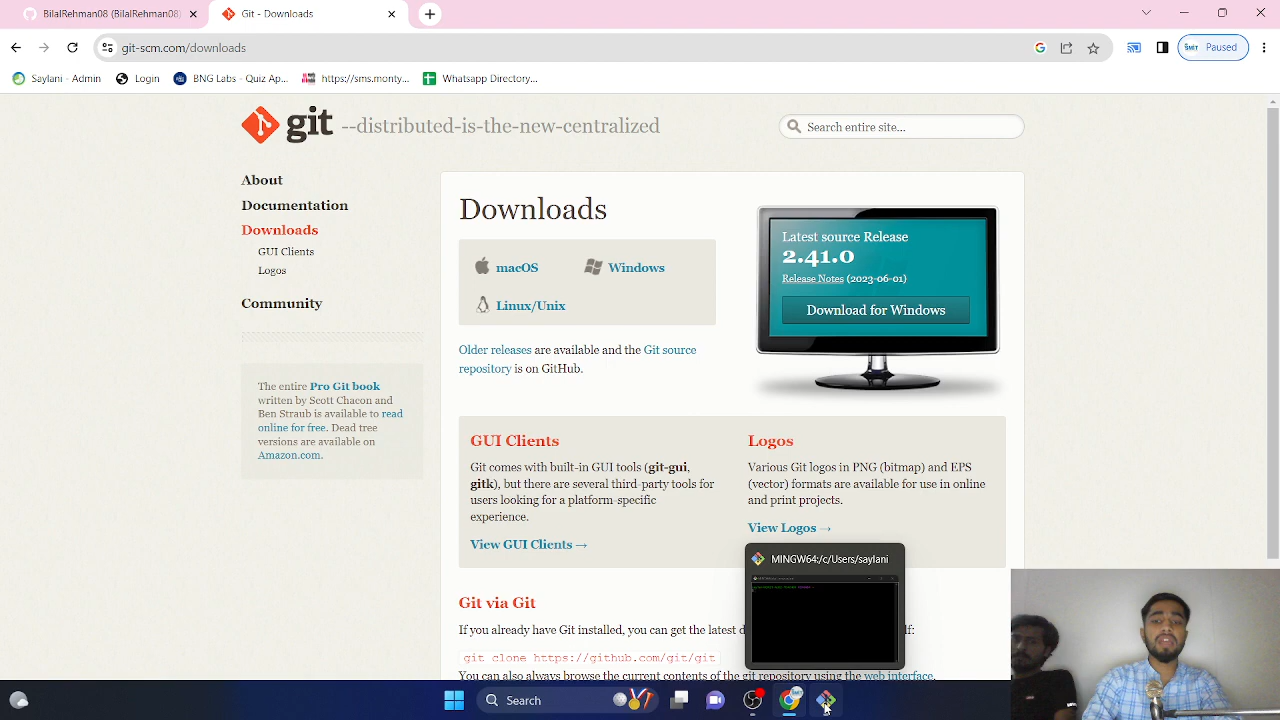 BilalRehman08 (BilalRehman08)
Git - Downloads
git-scm.com/downloads
Paused
Saylani - Admin
Login
BNG Labs - Quiz Ap...
https://sms.monty...
Whatsapp Directory...
git --distributed-is-the-new-centralized
Search entire site...
About
Documentation
Downloads
GUI Clients
Logos
Community
The entire Pro Git book
written by Scott Chacon and
Ben Straub is available to read
online for free. Dead tree
versions are available on
Amazon.com.
Downloads
macOS
Windows
Linux/Unix
Older releases are available and the Git source
repository is on GitHub.
Latest source Release
2.41.0
Release Notes (2023-06-01)
Download for Windows
GUI Clients
Git comes with built-in GUI tools (git-gui,
gitk), but there are several third-party tools for
users looking for a platform-specific
experience.
View GUI Clients →
Logos
Various Git logos in PNG (bitmap) and EPS
(vector) formats are available for use in online
and print projects.
View Logos →
MINGW64:/c/Users/saylani
Git via Git
If you already have Git installed, you can get the latest d
lf:
git clone https://github.com/git/git
You can also always browse the current contents of the git repository using the web interface.
Search